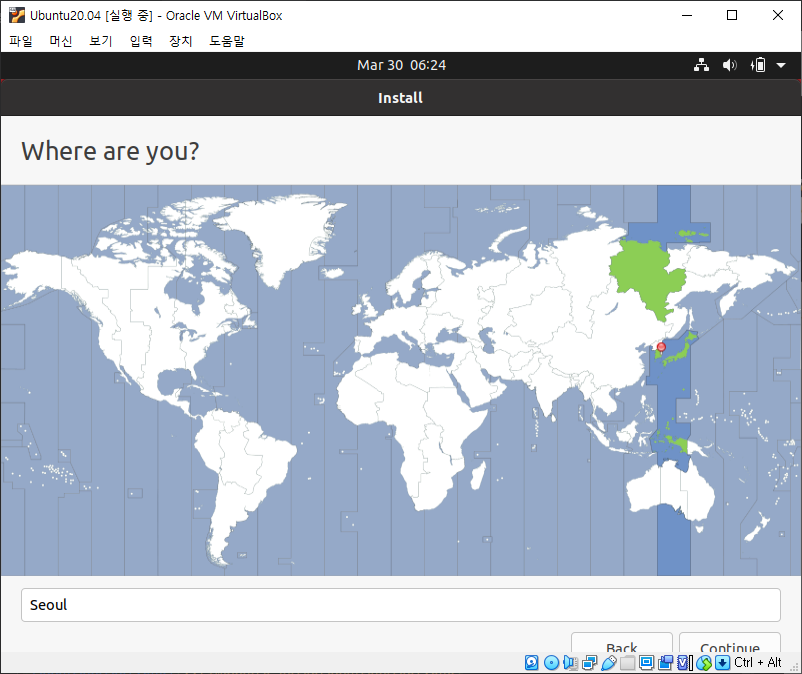 Ubuntu20.04 [실행 중] - Oracle VM VirtualBox
파일 머신 보기 입력 장치 도움말
Mar 30 06:24
Install
Where are you?
Seoul
Back Continue
Ctrl + Alt